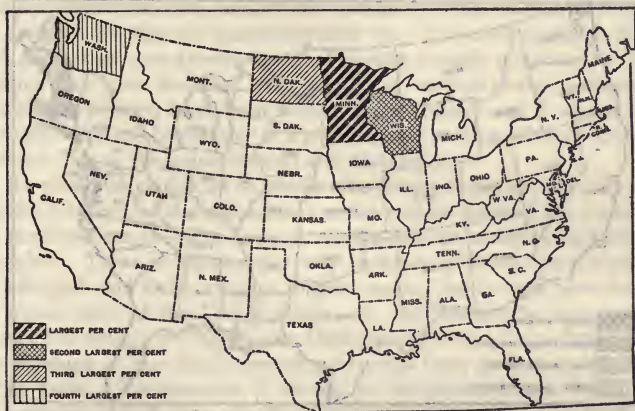 WASH.
MONT.
N. DAK.
MINN.
MAINE
OREGON
IDAHO
S. DAK.
WIS.
VT.
N.H.
N.Y.
MICH.
WYO.
IOWA
NEBR.
PA.
N.J.
NEV.
UTAH
COLO.
ILL.
IND.
OHIO
DEL.
W. VA.
VA.
CALIF.
KANSAS.
MO.
KY.
N.C.
TENN.
ARIZ.
N. MEX.
OKLA.
ARK.
S.C.
MISS.
ALA.
GA.
TEXAS
LA.
FLA.
LARGEST PER CENT
SECOND LARGEST PER CENT
THIRD LARGEST PER CENT
FOURTH LARGEST PER CENT